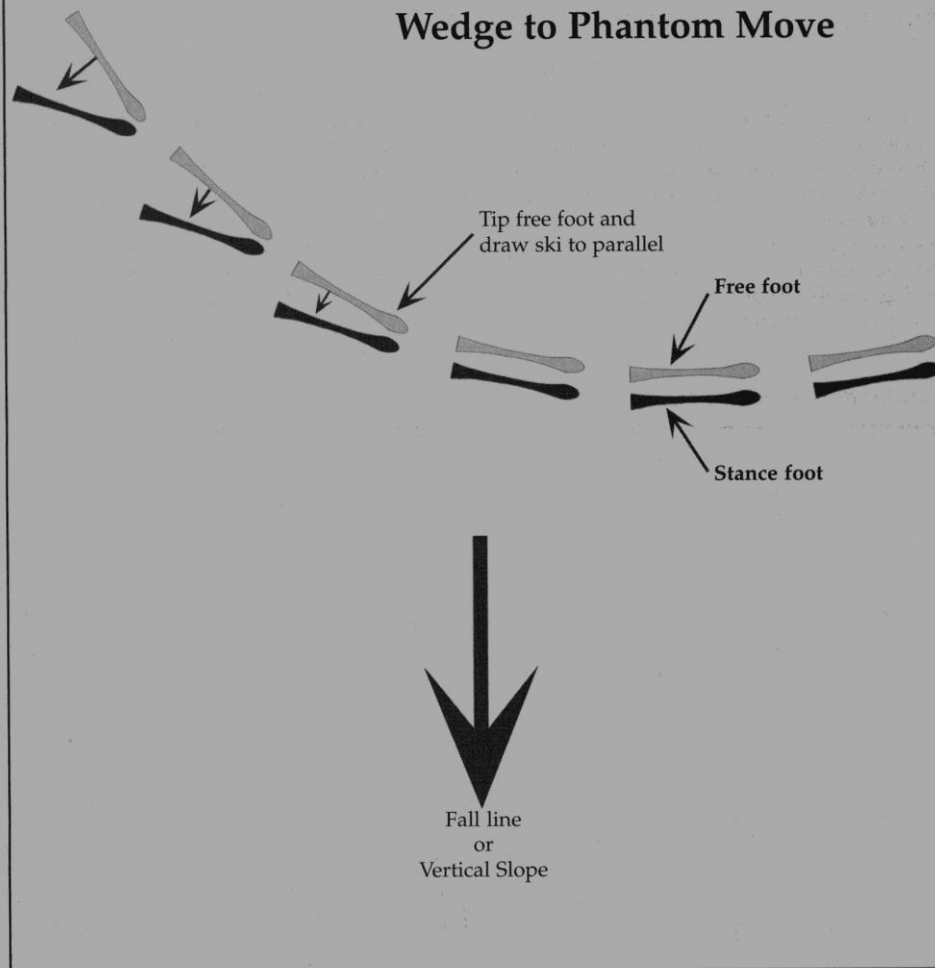 Wedge to Phantom Move
Tip free foot and
draw ski to parallel
Free foot
Stance foot
Fall line
or
Vertical Slope